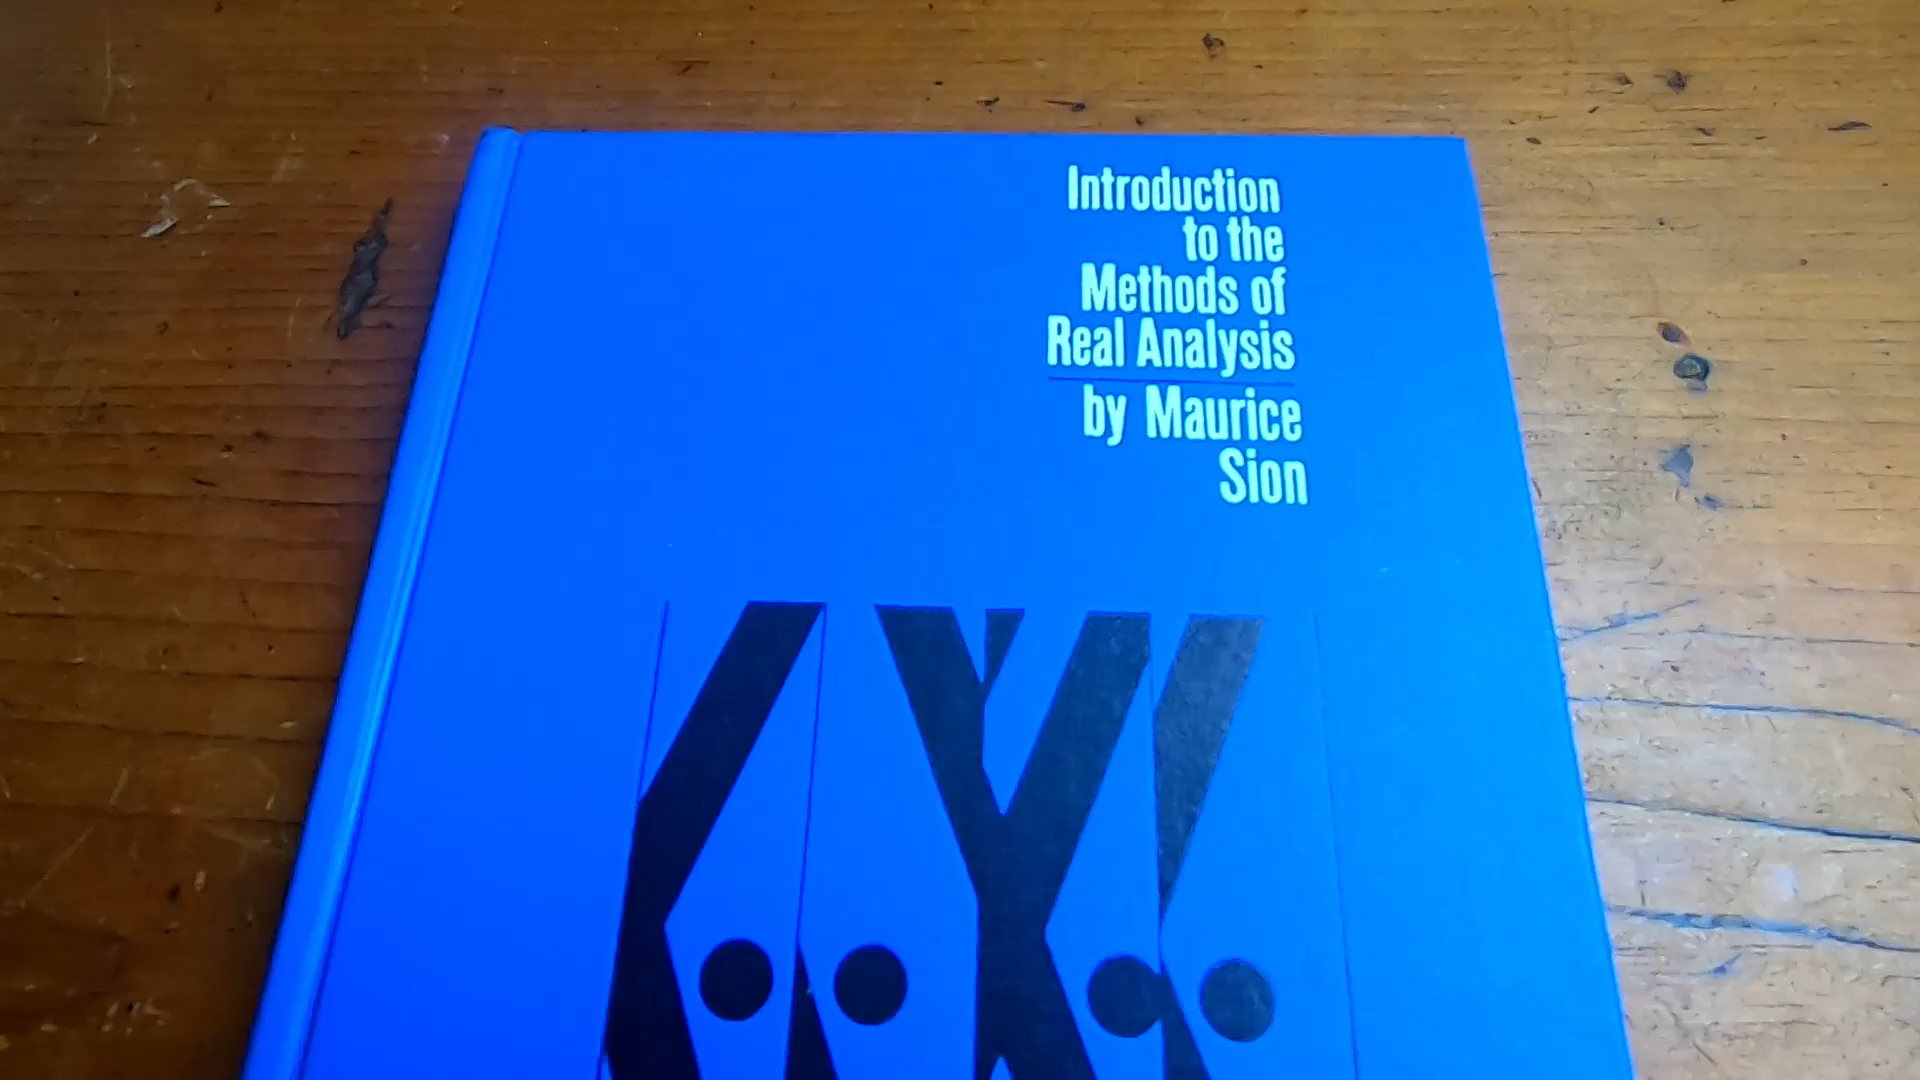 Introduction
to the
Methods of
Real Analysis
by Maurice
Sion